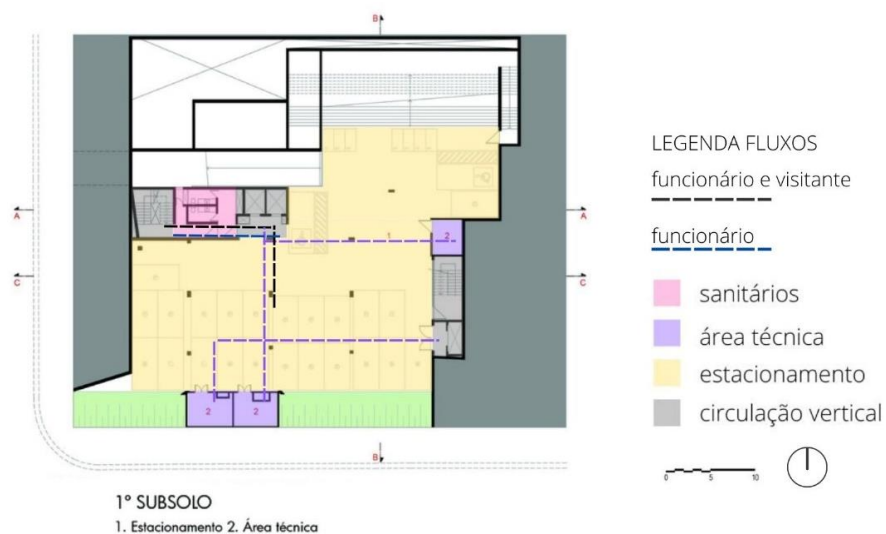 B
A
A
C
C
1
2
2
2
B
LEGENDA FLUXOS
funcionário e visitante
funcionário
sanitários
área técnica
estacionamento
circulação vertical
0 5 10
1º SUBSOLO
1. Estacionamento 2. Área técnica